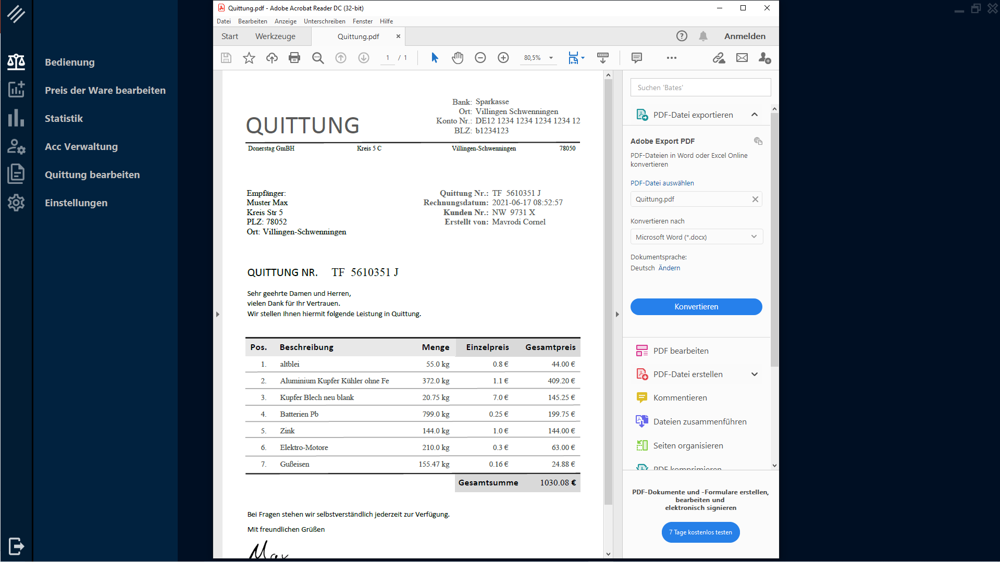 Quittung.pdf - Adobe Acrobat Reader DC (32-bit)
Datei Bearbeiten Anzeige Unterschreiben Fenster Hilfe
Start Werkzeuge Quittung.pdf Anmelden
1 / 1 80,5%
Bedienung
Preis der Ware bearbeiten
Statistik
Acc Verwaltung
Quittung bearbeiten
Einstellungen
QUITTUNG
Bank: Sparkasse
Ort: Villingen Schwenningen
Konto Nr.: DE12 1234 1234 1234 1234 12
BLZ: b1234123
Donerstag GmBH Kreis 5 C Villingen-Schwenningen 78050
Empfänger:
Muster Max
Kreis Str 5
PLZ: 78052
Ort: Villingen-Schwenningen
Quittung Nr.: TF 5610351 J
Rechnungsdatum: 2021-06-17 08:52:57
Kunden Nr.: NW 9731 X
Erstellt von: Mavrodi Cornel
QUITTUNG NR. TF 5610351 J
Sehr geehrte Damen und Herren,
vielen Dank für Ihr Vertrauen.
Wir stellen Ihnen hiermit folgende Leistung in Quittung.
Pos. Beschreibung Menge Einzelpreis Gesamtpreis
1. altblei 55.0 kg 0.8 € 44.00 €
2. Aluminium Kupfer Kühler ohne Fe 372.0 kg 1.1 € 409.20 €
3. Kupfer Blech neu blank 20.75 kg 7.0 € 145.25 €
4. Batterien Pb 799.0 kg 0.25 € 199.75 €
5. Zink 144.0 kg 1.0 € 144.00 €
6. Elektro-Motore 210.0 kg 0.3 € 63.00 €
7. Gußeisen 155.47 kg 0.16 € 24.88 €
Gesamtsumme 1030.08 €
Bei Fragen stehen wir selbstverständlich jederzeit zur Verfügung.
Mit freundlichen Grüßen
Max
Suchen 'Bates'
PDF-Datei exportieren
Adobe Export PDF
PDF-Dateien in Word oder Excel Online
konvertieren
PDF-Datei auswählen
Quittung.pdf
Konvertieren nach
Microsoft Word (*.docx)
Dokumentsprache:
Deutsch Ändern
Konvertieren
PDF bearbeiten
PDF-Datei erstellen
Kommentieren
Dateien zusammenführen
Seiten organisieren
PDF komprimieren
PDF-Dokumente und -Formulare erstellen,
bearbeiten und
elektronisch signieren
7 Tage kostenlos testen